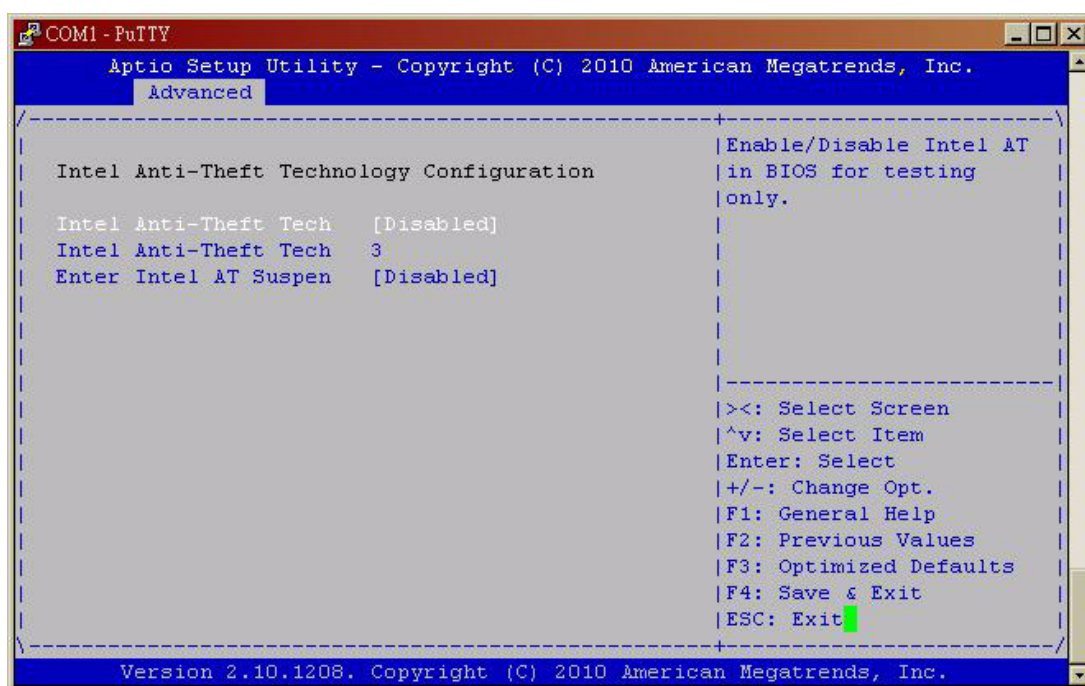 COM1 - PuTTY
Aptio Setup Utility - Copyright (C) 2010 American Megatrends, Inc.
Advanced
Intel Anti-Theft Technology Configuration
Intel Anti-Theft Tech [Disabled]
Intel Anti-Theft Tech 3
Enter Intel AT Suspen [Disabled]
Enable/Disable Intel AT
in BIOS for testing
only.
><: Select Screen
^v: Select Item
Enter: Select
+/-: Change Opt.
F1: General Help
F2: Previous Values
F3: Optimized Defaults
F4: Save & Exit
ESC: Exit
Version 2.10.1208. Copyright (C) 2010 American Megatrends, Inc.